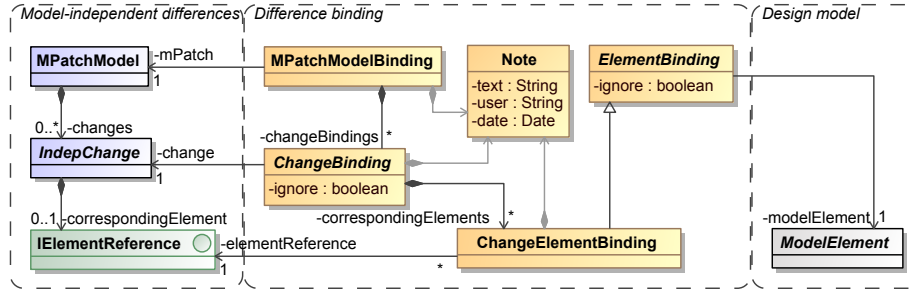 Model-independent differences
Difference binding
Design model
MPatchModel
-mPatch
1
MPatchModelBinding
Note
-text : String
-user : String
-date : Date
ElementBinding
-ignore : boolean
0..*
-changes
-changeBindings
*
IndepChange
-change
1
ChangeBinding
-ignore : boolean
0..1
-correspondingElement
-correspondingElements
*
-modelElement
1
IElementReference
-elementReference
1
*
ChangeElementBinding
ModelElement